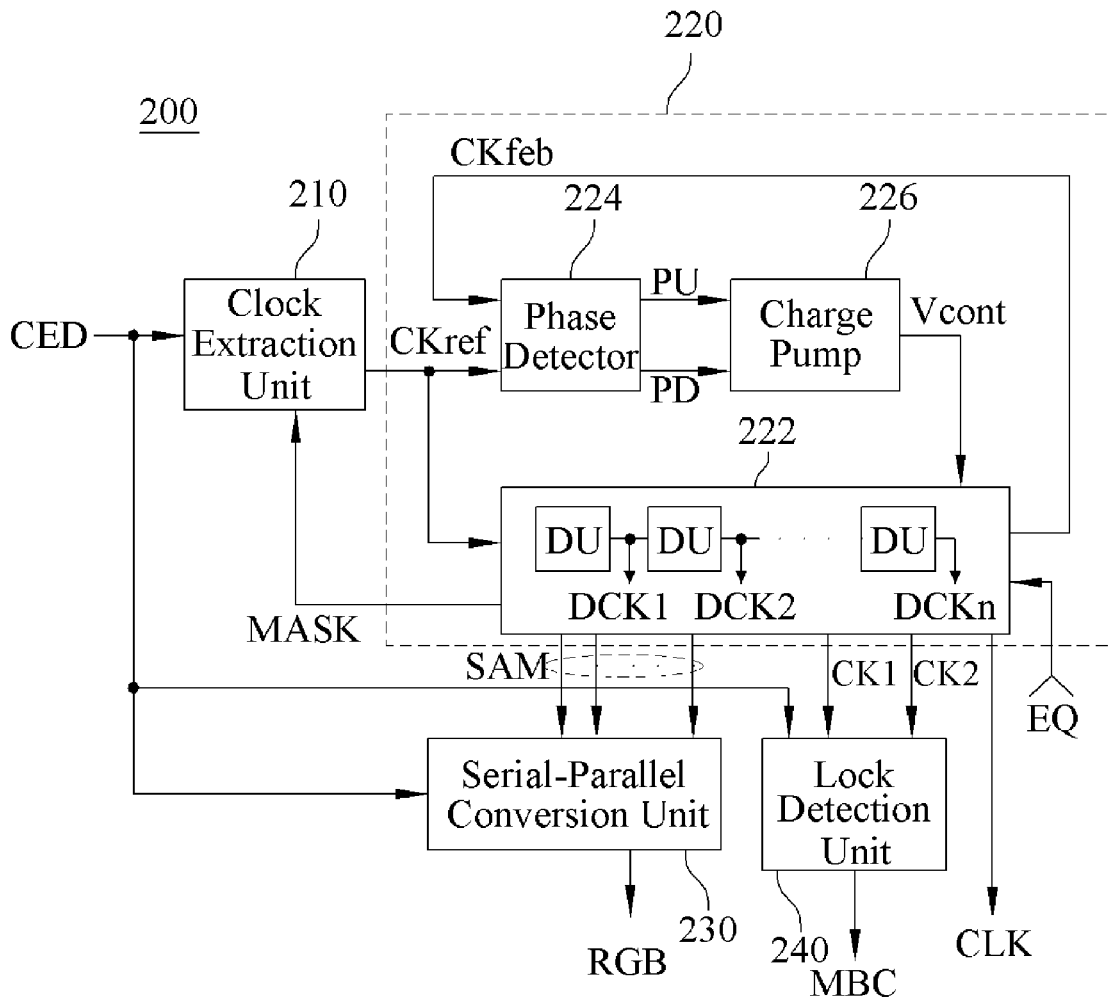 220
200
CKfeb
210
224
226
Clock
Extraction
Unit
CED
CKref
Phase
Detector
PU
PD
Charge
Pump
Vcont
222
DU
DU
DU
DCK1
DCK2
DCKn
MASK
SAM
CK1
CK2
EQ
Serial-Parallel
Conversion Unit
Lock
Detection
Unit
230
240
RGB
MBC
CLK